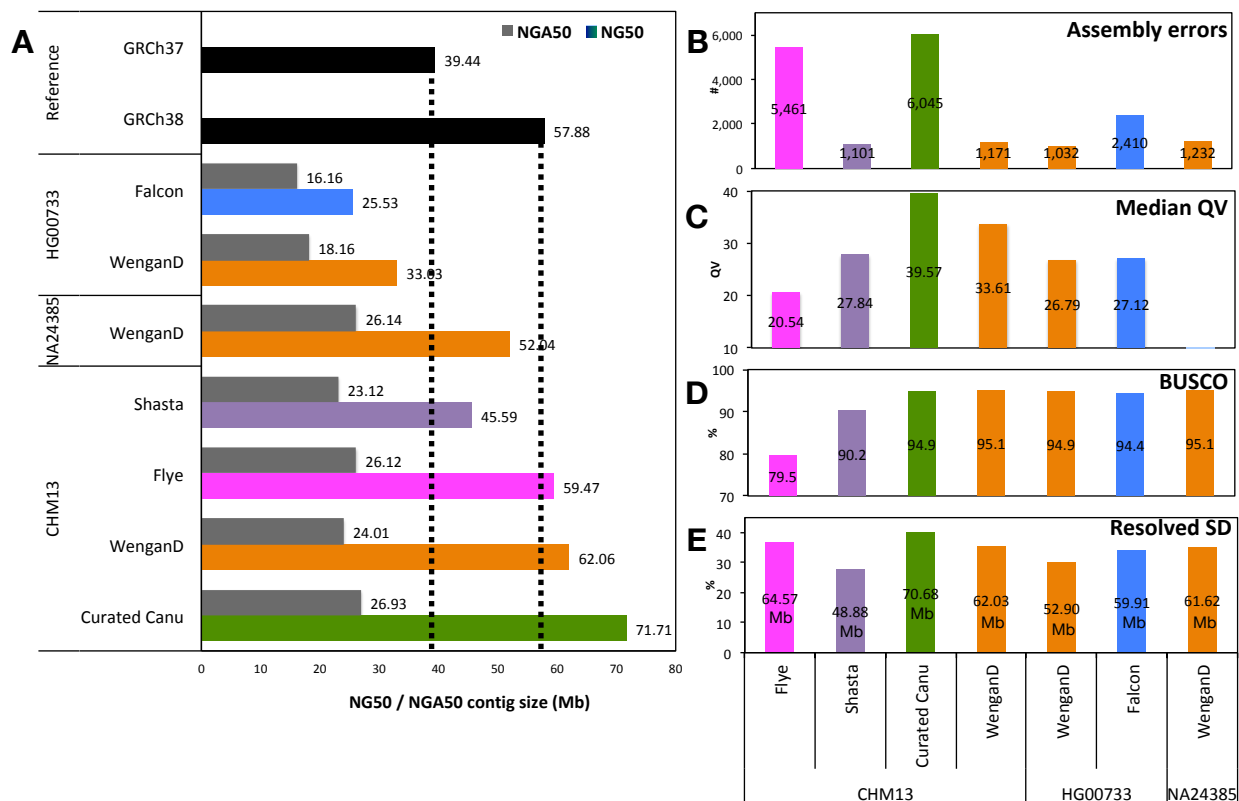 A
NGA50 NG50
Reference
GRCh37
39.44
GRCh38
57.88
HG00733
Falcon
16.16
25.53
WenganD
18.16
33.03
NA24385
WenganD
26.14
52.04
CHM13
Shasta
23.12
45.59
Flye
26.12
59.47
WenganD
24.01
62.06
Curated Canu
26.93
71.71
0 10 20 30 40 50 60 70 80
NG50 / NGA50 contig size (Mb)
B
Assembly errors
#
6,000
4,000
2,000
0
5,461 1,101 6,045 1,171 1,032 2,410 1,232
C
Median QV
QV
40
30
20
10
20.54 27.84 39.57 33.61 26.79 27.12
D
BUSCO
%
100
90
80
70
79.5 90.2 94.9 95.1 94.9 94.4 95.1
E
Resolved SD
%
40
30
20
10
0
64.57 48.88 70.68 62.03 52.90 59.91 61.62
Mb Mb Mb Mb Mb Mb Mb
Flye Shasta Curated Canu WenganD WenganD Falcon WenganD
CHM13 HG00733 NA24385